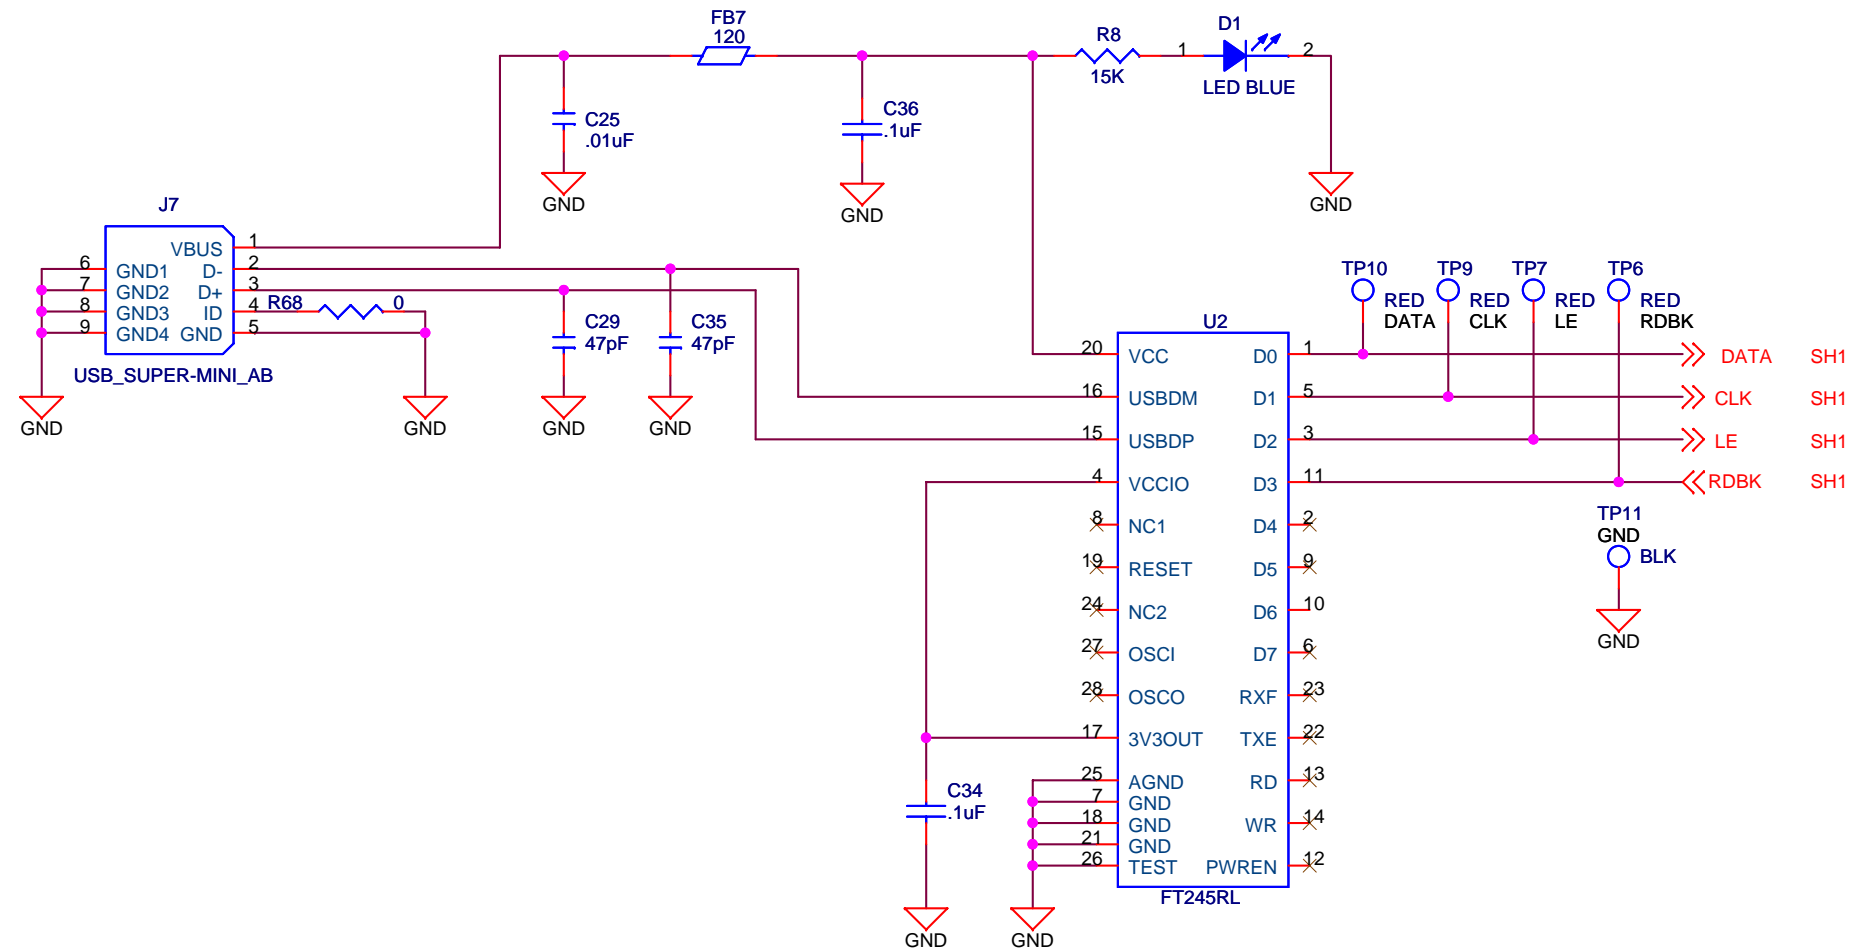 FB7
120
C25
.01uF
GND
C36
.1uF
GND
R8
15K
1
D1
2
LED BLUE
GND
J7
VBUS 1
6 GND1 D- 2
7 GND2 D+ 3
8 GND3 ID 4
9 GND4 GND 5
R68 0
USB_SUPER-MINI_AB
GND
GND
C29
47pF
GND
C35
47pF
GND
TP10
RED
DATA
TP9
RED
CLK
TP7
RED
LE
TP6
RED
RDBK
U2
20 VCC D0 1
16 USBDM D1 5
15 USBDP D2 3
4 VCCIO D3 11
8 NC1 D4 2
19 RESET D5 9
24 NC2 D6 10
27 OSCI D7 6
28 OSCO RXF 23
17 3V3OUT TXE 22
25 AGND RD 13
7 GND
18 GND WR 14
21 GND
26 TEST PWREN 12
FT245RL
DATA SH1
CLK SH1
LE SH1
RDBK SH1
TP11
GND
BLK
GND
C34
.1uF
GND
GND